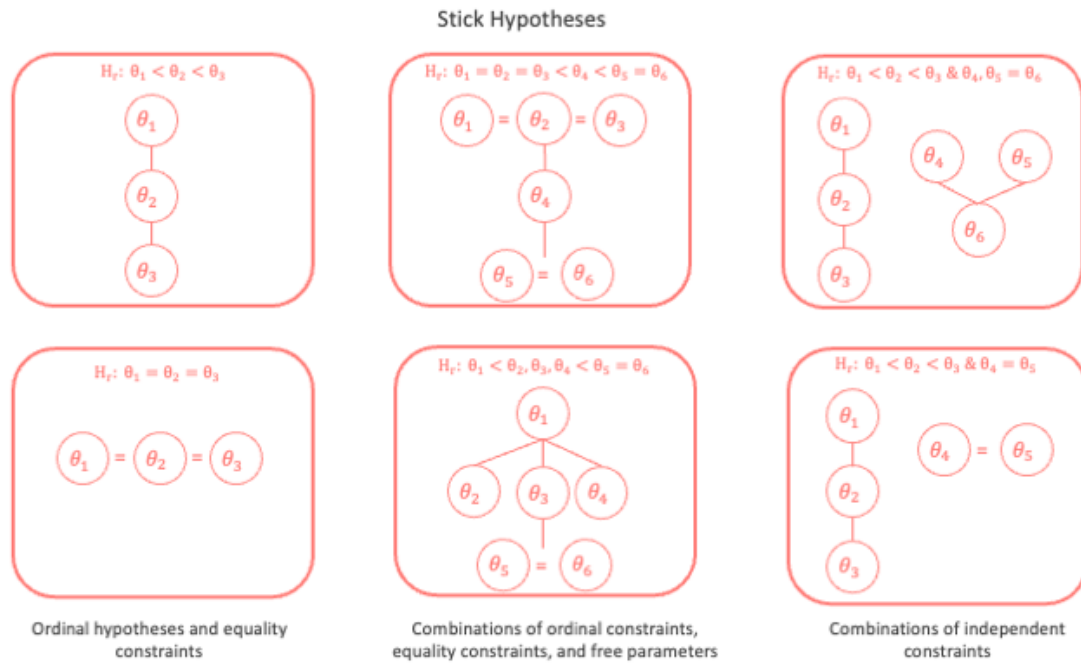 Stick Hypotheses
Hᵣ: θ₁ < θ₂ < θ₃
θ₁
θ₂
θ₃
Hᵣ: θ₁ = θ₂ = θ₃ < θ₄ < θ₅ = θ₆
θ₁ = θ₂ = θ₃
θ₄
θ₅ = θ₆
Hᵣ: θ₁ < θ₂ < θ₃ & θ₄, θ₅ = θ₆
θ₁
θ₄ θ₅
θ₂
θ₆
θ₃
Hᵣ: θ₁ = θ₂ = θ₃
θ₁ = θ₂ = θ₃
Hᵣ: θ₁ < θ₂, θ₃, θ₄ < θ₅ = θ₆
θ₁
θ₂ θ₃ θ₄
θ₅ = θ₆
Hᵣ: θ₁ < θ₂ < θ₃ & θ₄ = θ₅
θ₁
θ₄ = θ₅
θ₂
θ₃
Ordinal hypotheses and equality
constraints
Combinations of ordinal constraints,
equality constraints, and free parameters
Combinations of independent
constraints